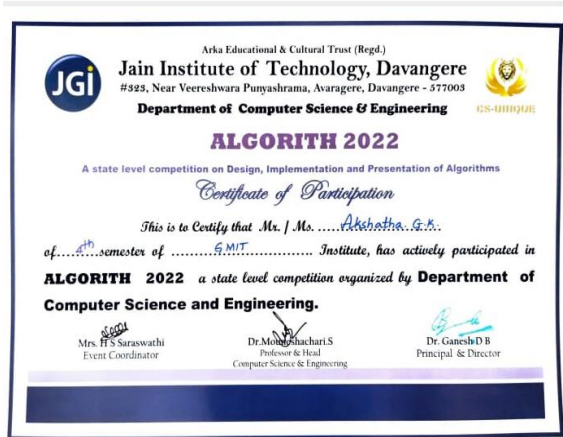 Arka Educational & Cultural Trust (Regd.)
JGi
Jain Institute of Technology, Davangere
#323, Near Veereshwara Punyashrama, Avaragere, Davangere - 577003
Department of Computer Science & Engineering
CS-UNIQUE
ALGORITH 2022
A state level competition on Design, Implementation and Presentation of Algorithms
Certificate of Participation
This is to Certify that Mr. / Ms. ..... Akshatha. G.K. ..
of ..... 4th semester of .............. GMIT .................. Institute, has actively participated in
ALGORITH 2022 a state level competition organized by Department of
Computer Science and Engineering.
Mrs. H S Saraswathi
Event Coordinator
Professor & Head
Computer Science & Engineering
Dr. Ganesh D B
Principal & Director